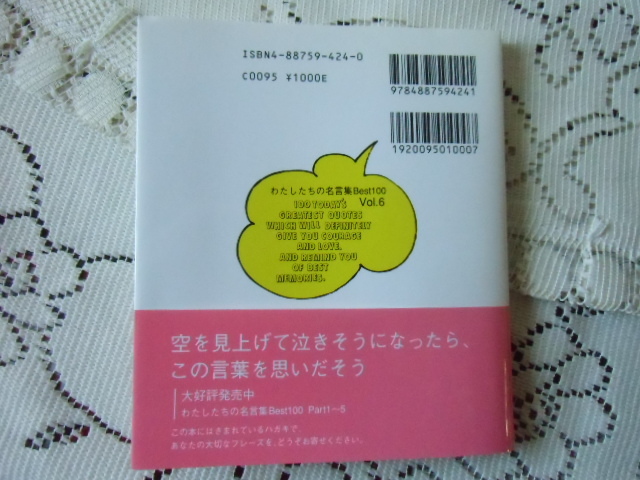 ISBN4-88759-424-0
C0095 ¥1000E
9784887594241
1920095010007
わたしたちの名言集Best100
Vol.6
100 TODAY'S
GREATEST QUOTES
WHICH WILL DEFINITELY
GIVE YOU COURAGE
AND LOVE,
AND REMIND YOU
OF BEST
MEMORIES.
空を見上げて泣きそうになったら、
この言葉を思いだそう
大好評発売中
わたしたちの名言集Best100 Part1〜5
この本にはさまれているハガキで
あなたの大切なフレーズを、どうぞお寄せください。